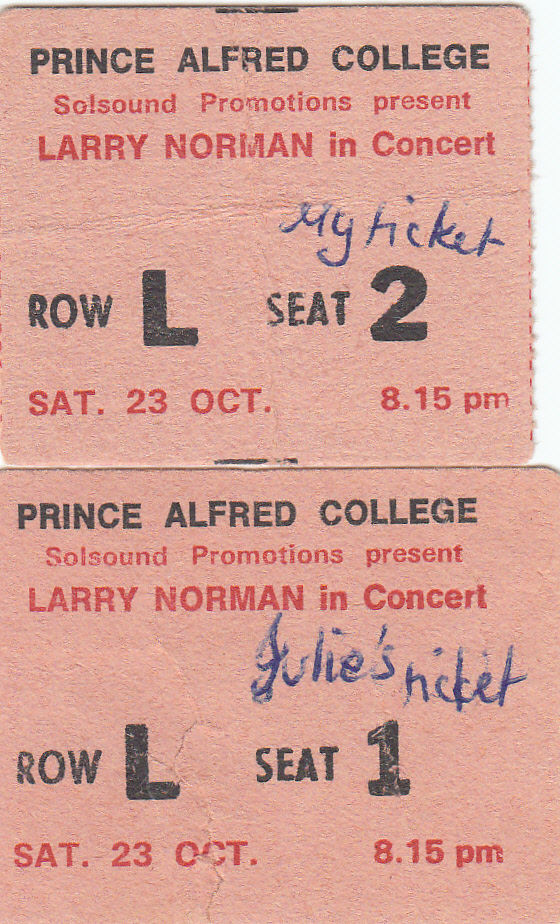 PRINCE ALFRED COLLEGE
Solsound Promotions present
LARRY NORMAN in Concert
My ticket
ROW L SEAT 2
SAT. 23 OCT. 8.15 pm
PRINCE ALFRED COLLEGE
Solsound Promotions present
LARRY NORMAN in Concert
Julie's ticket
ROW L SEAT 1
SAT. 23 OCT. 8.15 pm